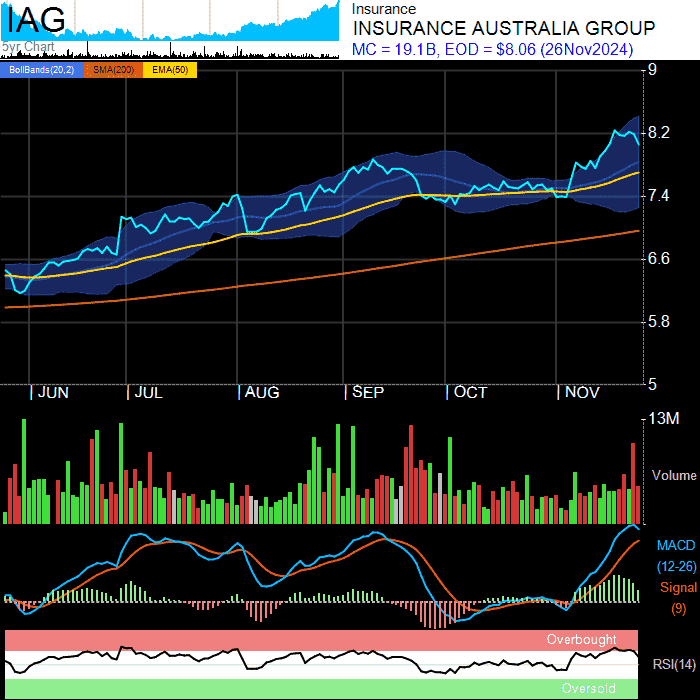 IAG
5yr Chart
Insurance
INSURANCE AUSTRALIA GROUP
MC = 19.1B, EOD = $8.06 (26Nov2024)
BollBands(20,2) SMA(200) EMA(50)
9
8.2
7.4
6.6
5.8
5
| JUN | JUL | AUG | SEP | OCT | NOV
13M
Volume
MACD
(12-26)
Signal
(9)
Overbought
RSI(14)
Oversold